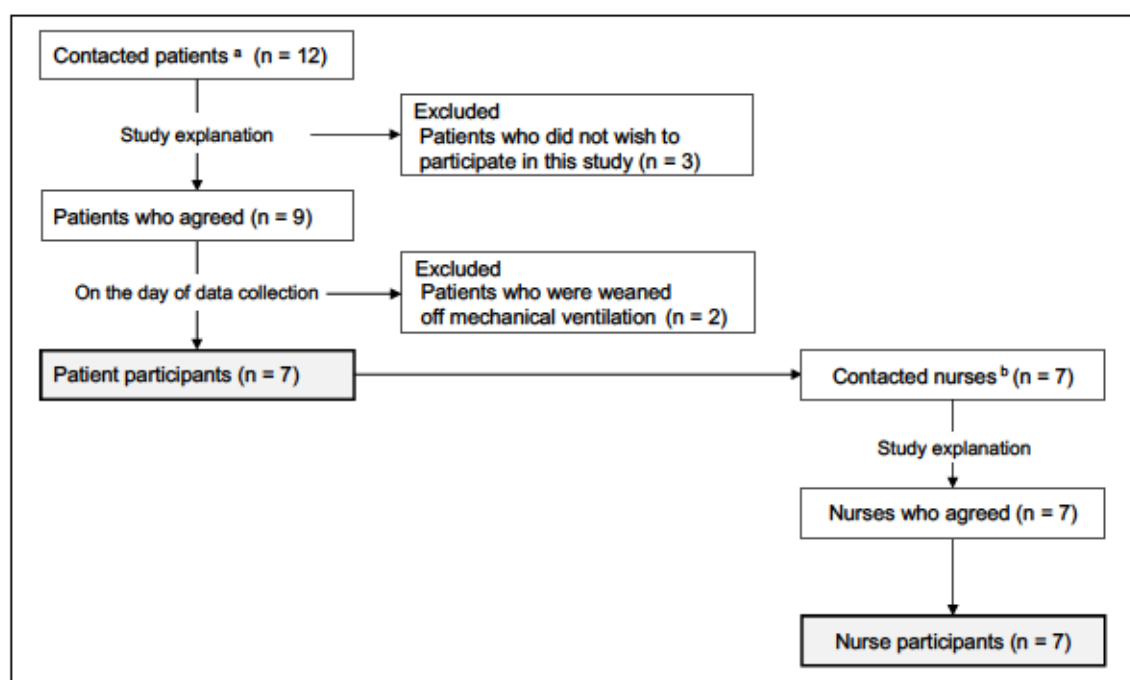 Contacted patients ᵃ (n = 12)
Study explanation
Excluded
Patients who did not wish to
participate in this study (n = 3)
Patients who agreed (n = 9)
On the day of data collection
Excluded
Patients who were weaned
off mechanical ventilation (n = 2)
Patient participants (n = 7)
Contacted nurses ᵇ (n = 7)
Study explanation
Nurses who agreed (n = 7)
Nurse participants (n = 7)